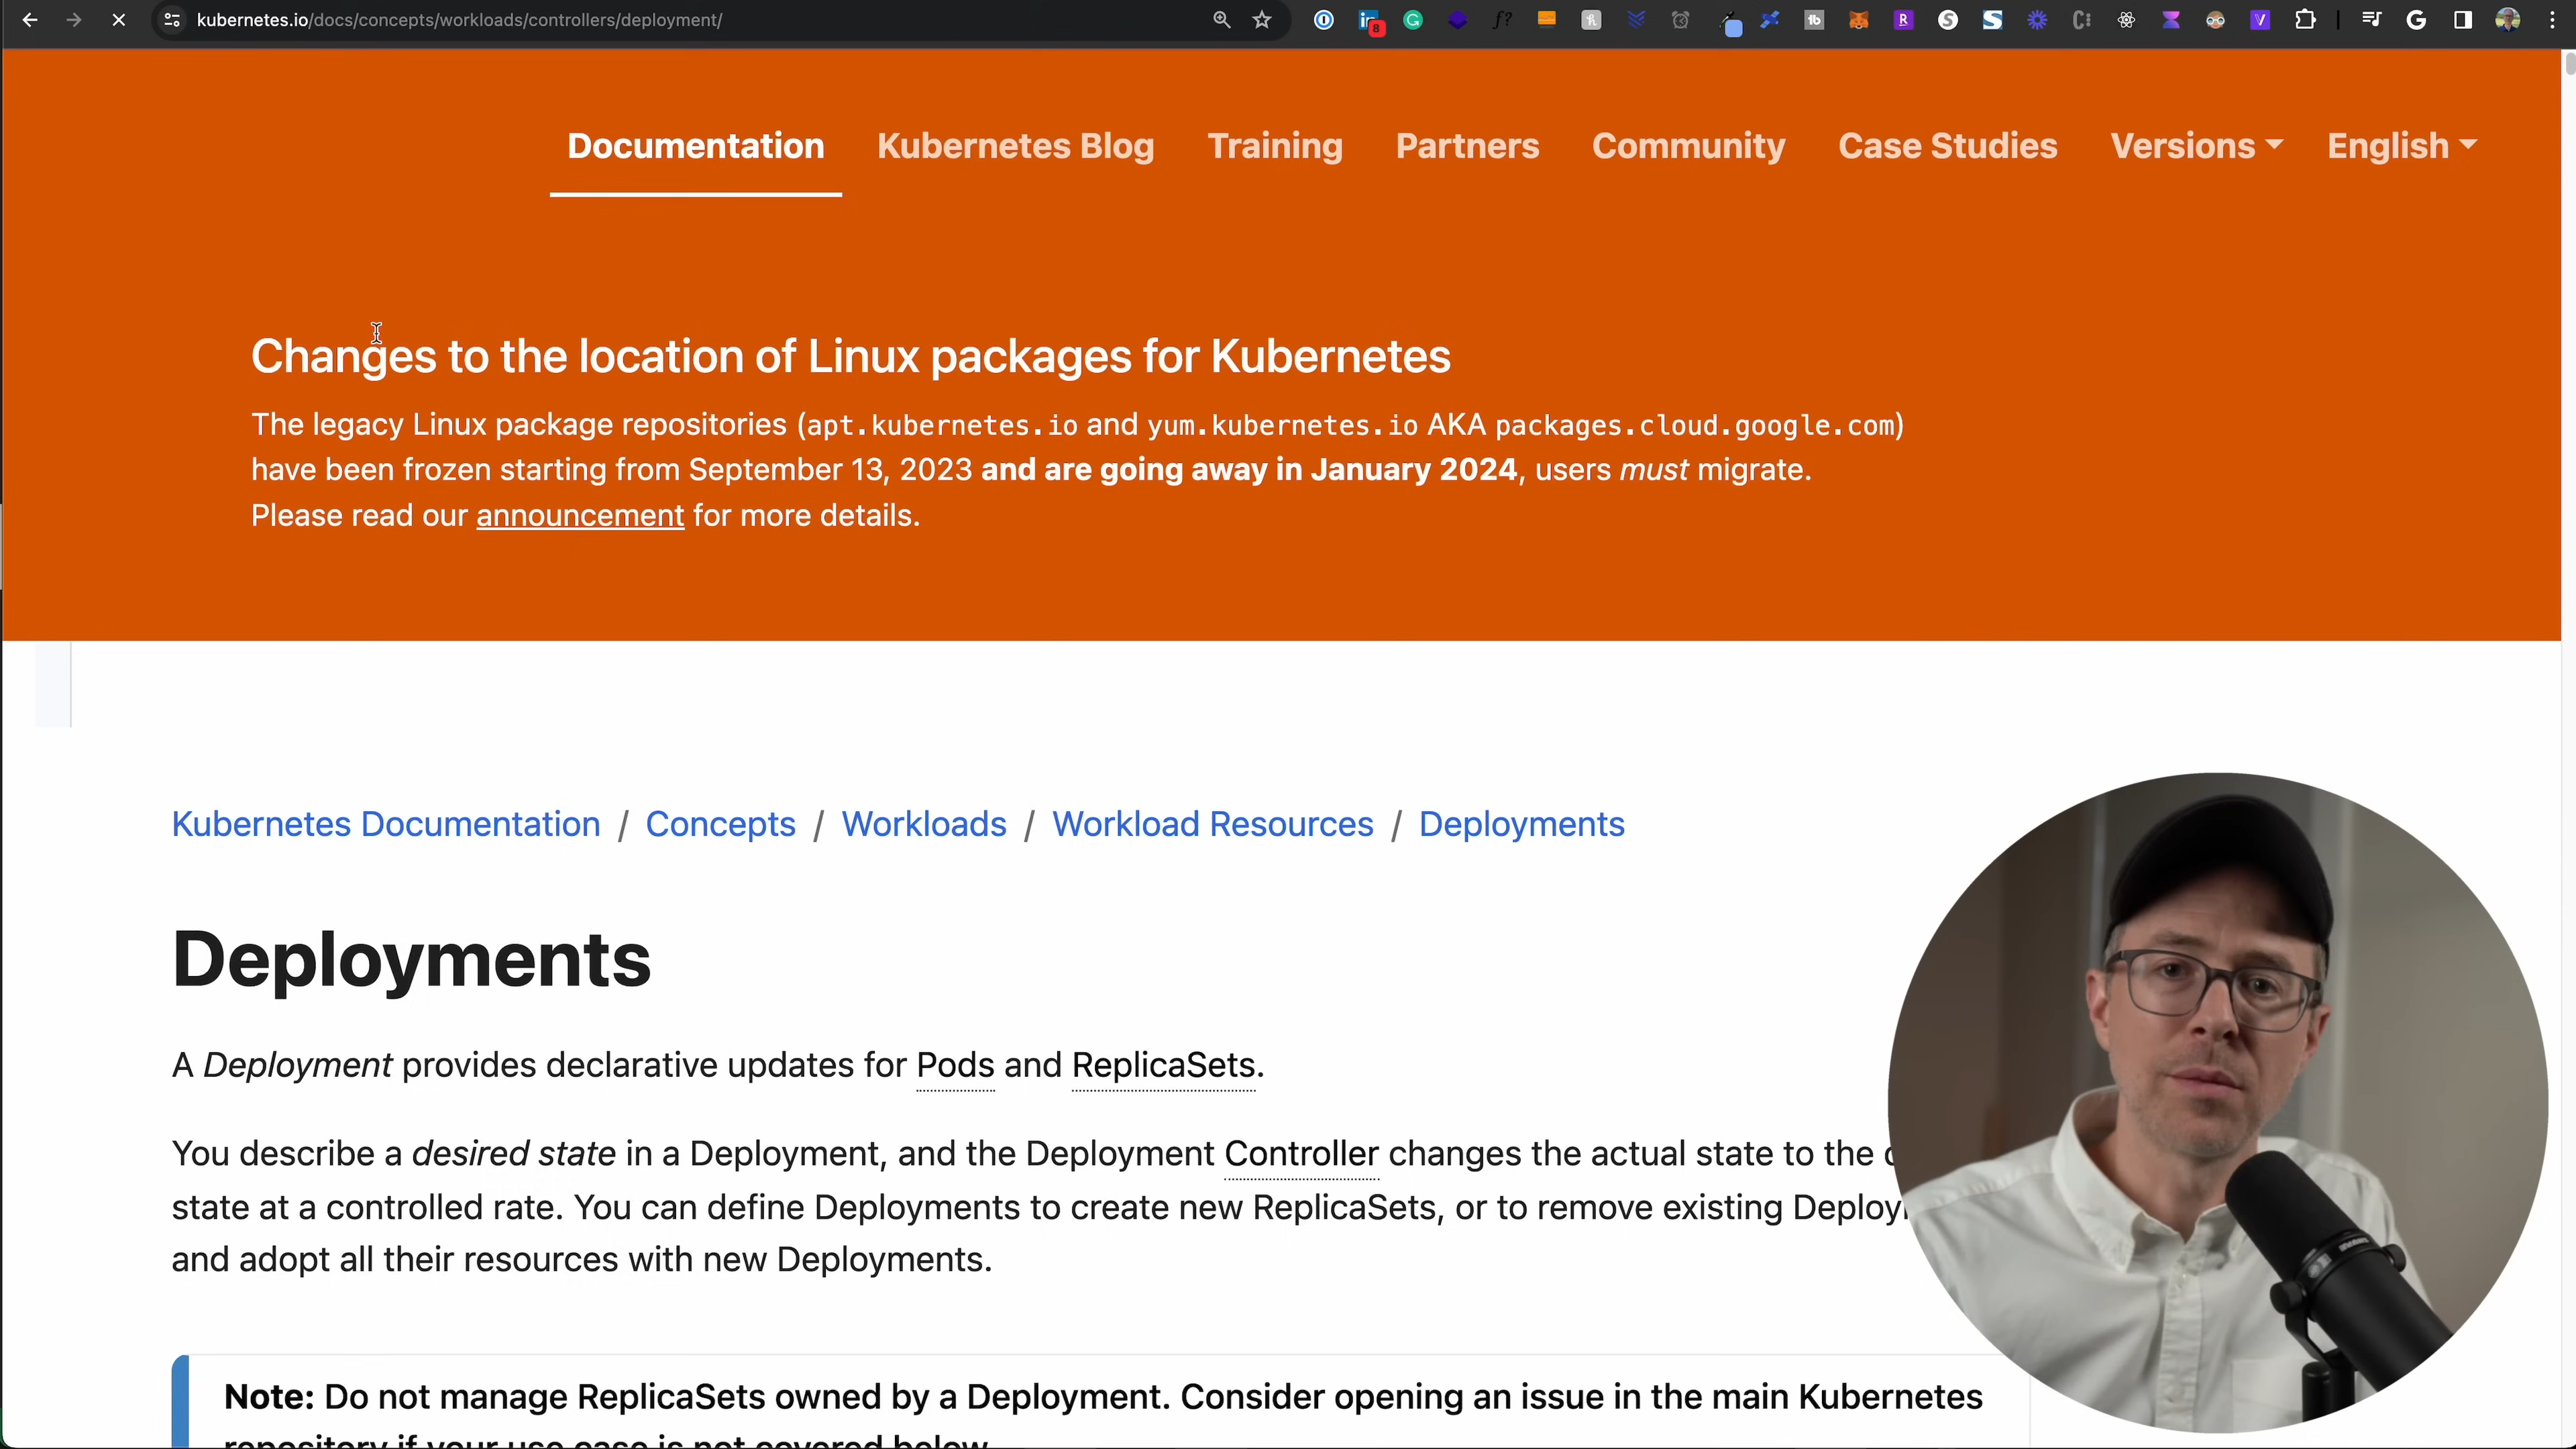 kubernetes.io/docs/concepts/workloads/controllers/deployment/
Documentation Kubernetes Blog Training Partners Community Case Studies Versions English
Changes to the location of Linux packages for Kubernetes
The legacy Linux package repositories (apt.kubernetes.io and yum.kubernetes.io AKA packages.cloud.google.com)
have been frozen starting from September 13, 2023 and are going away in January 2024, users must migrate.
Please read our announcement for more details.
Kubernetes Documentation / Concepts / Workloads / Workload Resources / Deployments
Deployments
A Deployment provides declarative updates for Pods and ReplicaSets.
You describe a desired state in a Deployment, and the Deployment Controller changes the actual state to the
state at a controlled rate. You can define Deployments to create new ReplicaSets, or to remove existing
and adopt all their resources with new Deployments.
Note: Do not manage ReplicaSets owned by a Deployment. Consider opening an issue in the main Kubernetes
repository if your use case is not covered below.